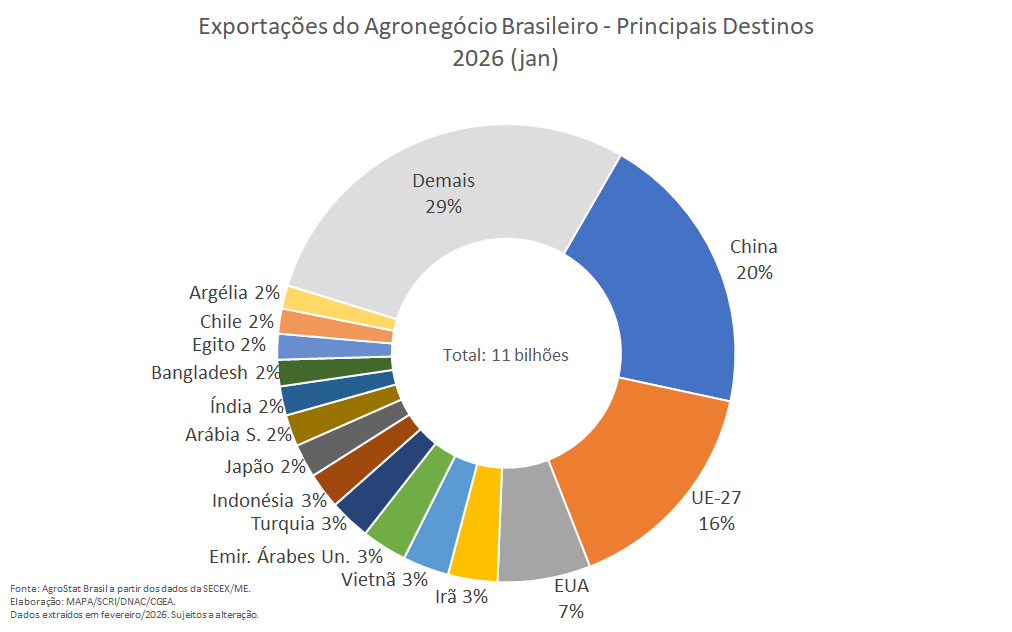 Exportações do Agronegócio Brasileiro - Principais Destinos
2026 (jan)
Demais
29%
China
20%
Argélia 2%
Chile 2%
Egito 2%
Total: 11 bilhões
Bangladesh 2%
Índia 2%
Arábia S. 2%
Japão 2%
Indonésia 3%
UE-27
16%
Turquia 3%
Emir. Árabes Un. 3%
Vietnã 3%
Irã 3%
EUA
7%
Fonte: AgroStat Brasil a partir dos dados da SECEX/ME.
Elaboração: MAPA/SCRI/DNAC/CGEA.
Dados extraídos em fevereiro/2026. Sujeitos a alteração.